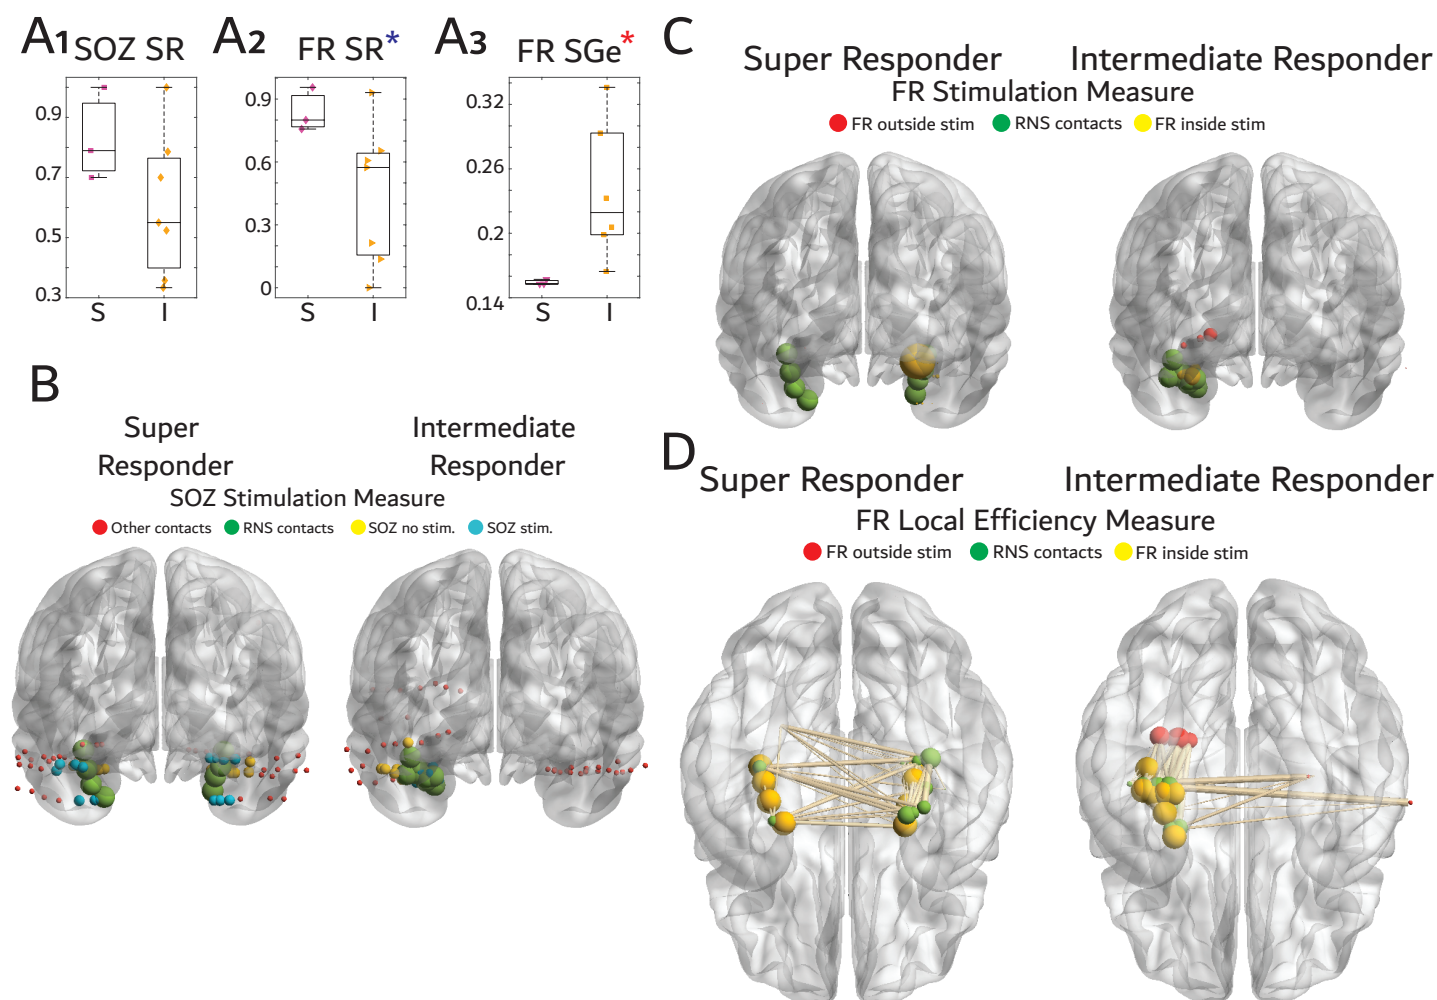 A1 SOZ SR
0.9
0.7
0.5
0.3
S I
A2 FR SR*
0.9
0.6
0.3
0
S I
A3 FR SGe*
0.32
0.26
0.2
0.14
S I
B
Super Responder
Intermediate Responder
SOZ Stimulation Measure
Other contacts RNS contacts SOZ no stim. SOZ stim.
C
Super Responder Intermediate Responder
FR Stimulation Measure
FR outside stim RNS contacts FR inside stim
D
Super Responder Intermediate Responder
FR Local Efficiency Measure
FR outside stim RNS contacts FR inside stim